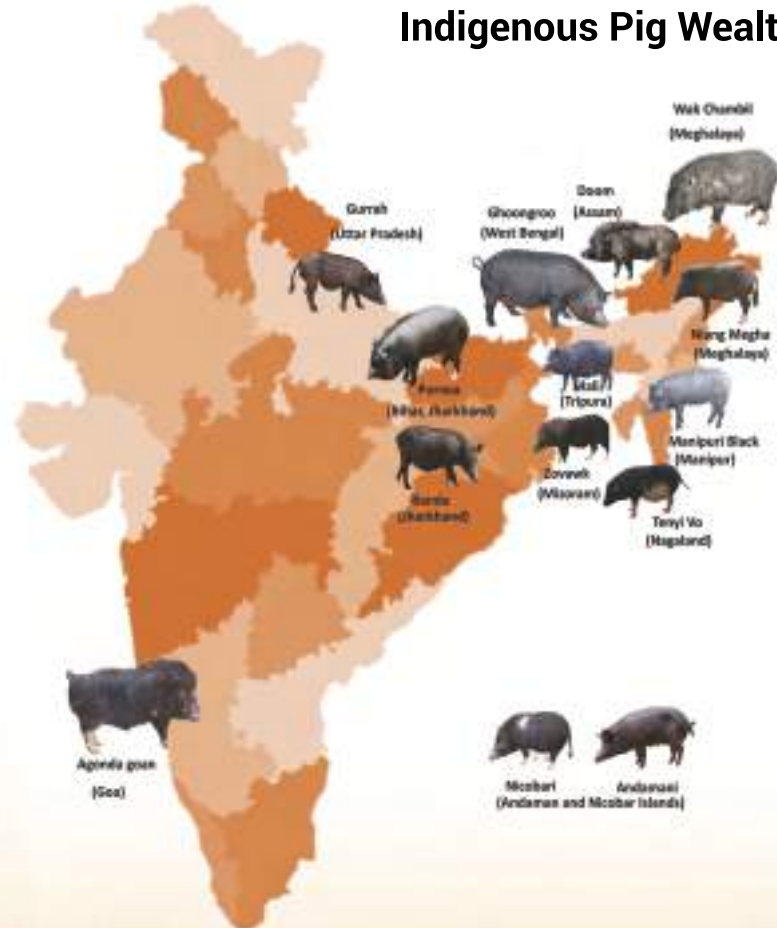 Indigenous Pig Wealt
Wak Chambil
(Meghalaya)
Doom
(Assam)
Ghoongroo
(West Bengal)
Gurrah
(Uttar Pradesh)
Niang Megha
(Meghalaya)
Mali
(Tripura)
Purnea
(Bihar, Jharkhand)
Manipuri Black
(Manipur)
Zovawk
(Mizoram)
Banda
(Jharkhand)
Tenyi Vo
(Nagaland)
Agonda goan
(Goa)
Nicobari Andamani
(Andaman and Nicobar Islands)